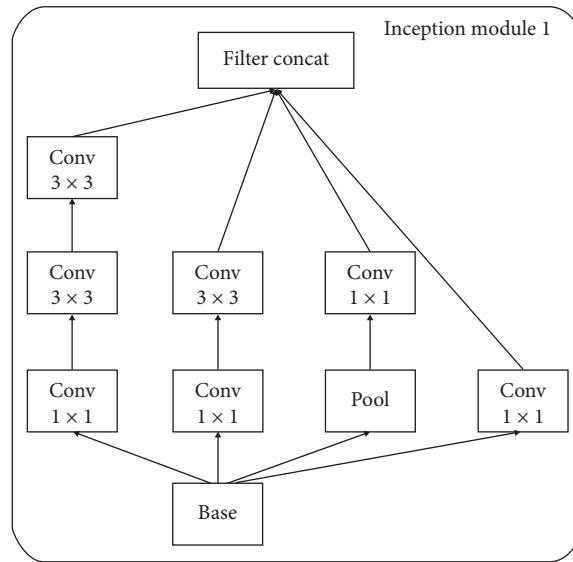 Inception module 1
Filter concat
Conv
3 × 3
Conv
3 × 3
Conv
3 × 3
Conv
1 × 1
Conv
1 × 1
Conv
1 × 1
Pool
Conv
1 × 1
Base